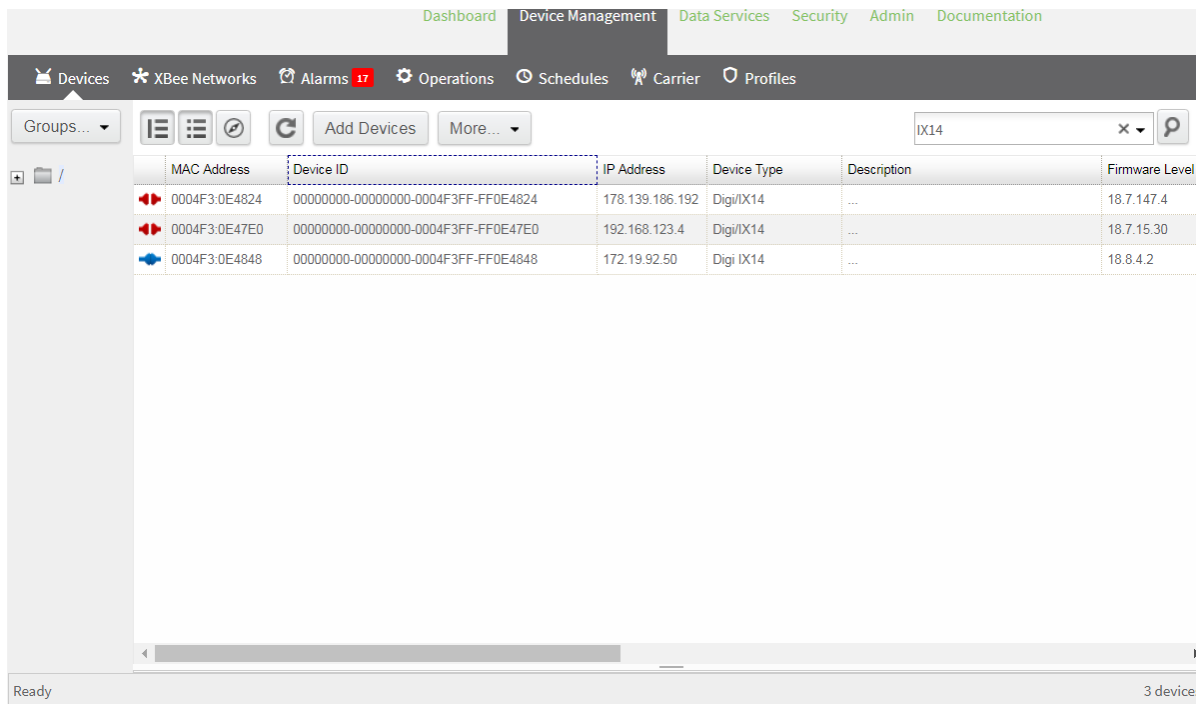 Dashboard Device Management Data Services Security Admin Documentation
Devices XBee Networks Alarms 17 Operations Schedules Carrier Profiles
Groups... Add Devices More... IX14
/
MAC Address Device ID IP Address Device Type Description Firmware Level
0004F3:0E4824 00000000-00000000-0004F3FF-FF0E4824 178.139.186.192 Digi/IX14 ... 18.7.147.4
0004F3:0E47E0 00000000-00000000-0004F3FF-FF0E47E0 192.168.123.4 Digi/IX14 ... 18.7.15.30
0004F3:0E4848 00000000-00000000-0004F3FF-FF0E4848 172.19.92.50 Digi IX14 ... 18.8.4.2
Ready 3 device